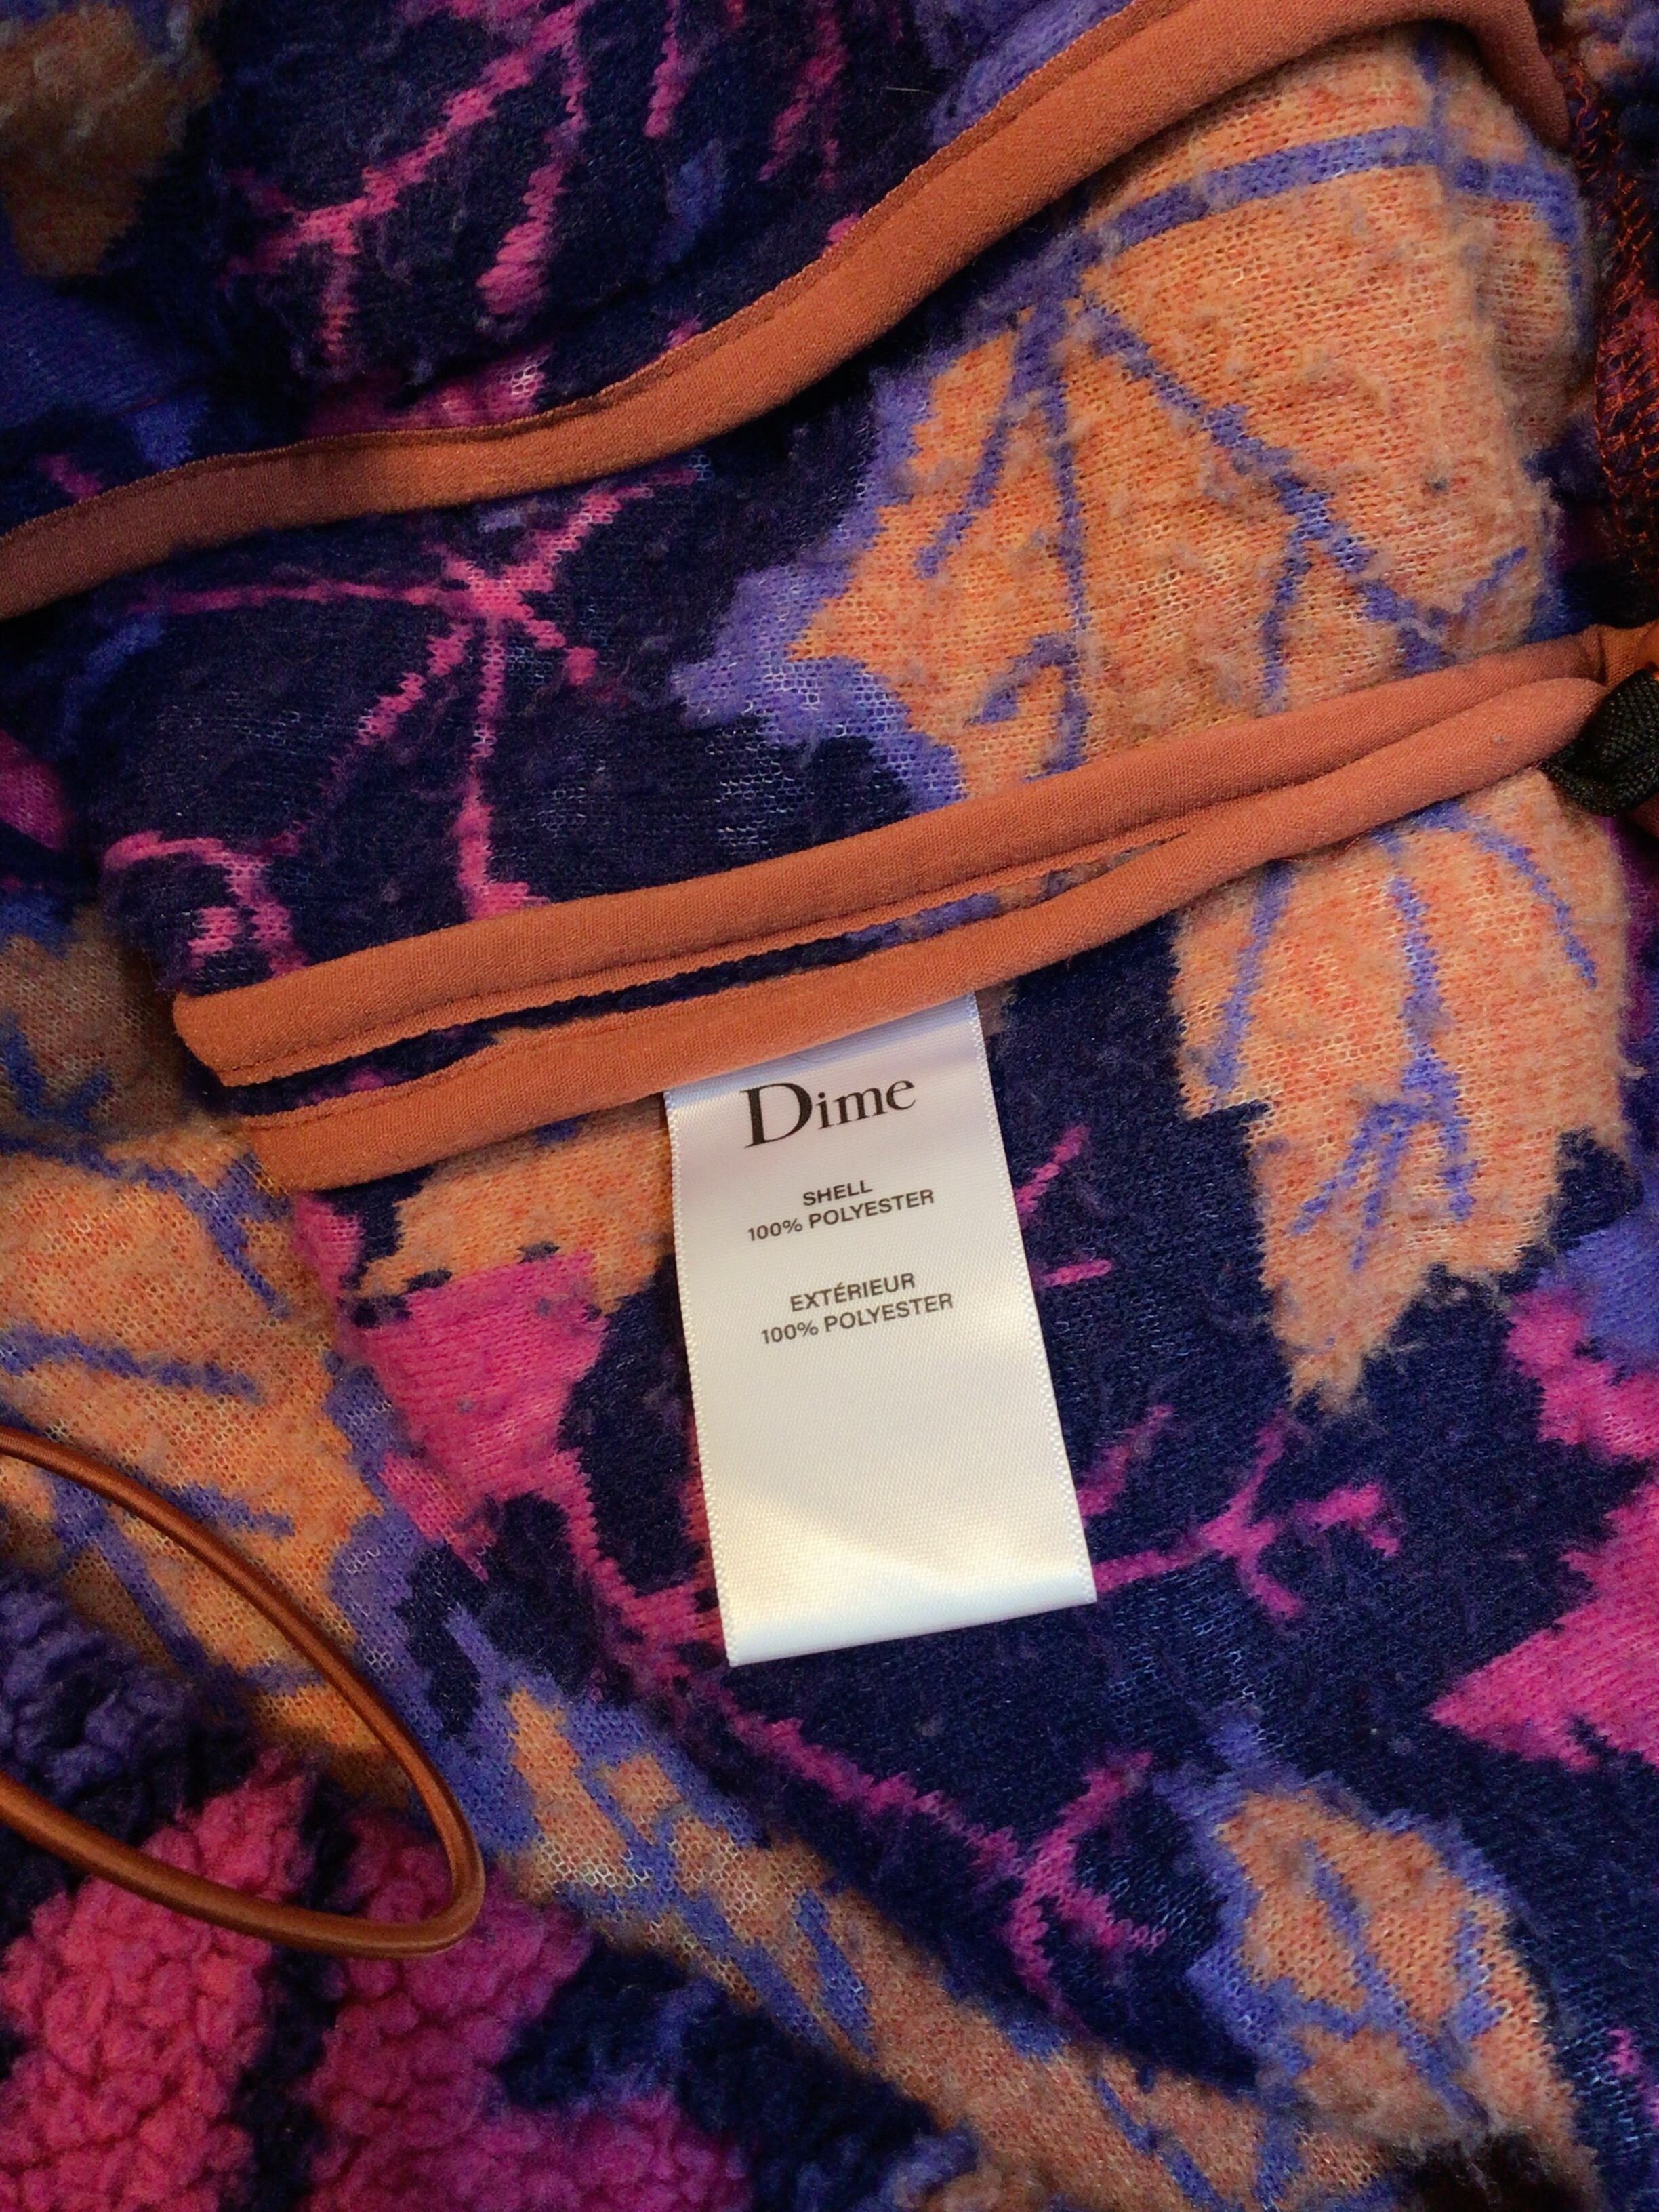 Dime
SHELL
100% POLYESTER
EXTÉRIEUR
100% POLYESTER